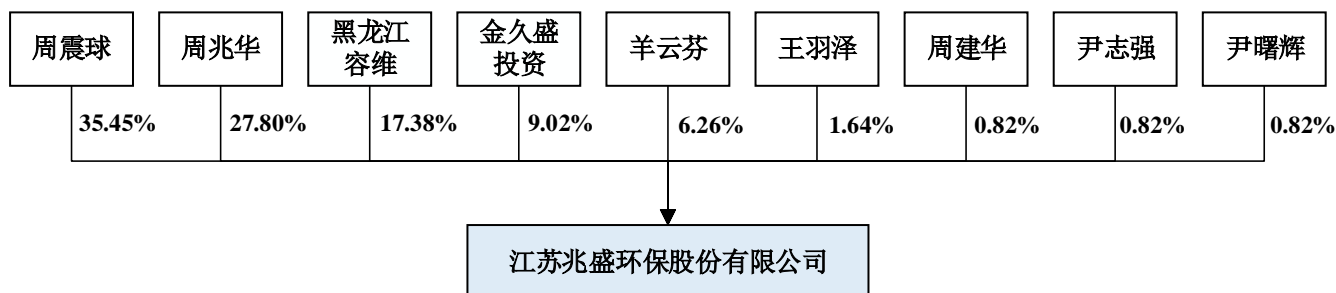 周震球
周兆华
黑龙江
容维
金久盛
投资
羊云芬
王羽泽
周建华
尹志强
尹曙辉
35.45%
27.80%
17.38%
9.02%
6.26%
1.64%
0.82%
0.82%
0.82%
江苏兆盛环保股份有限公司